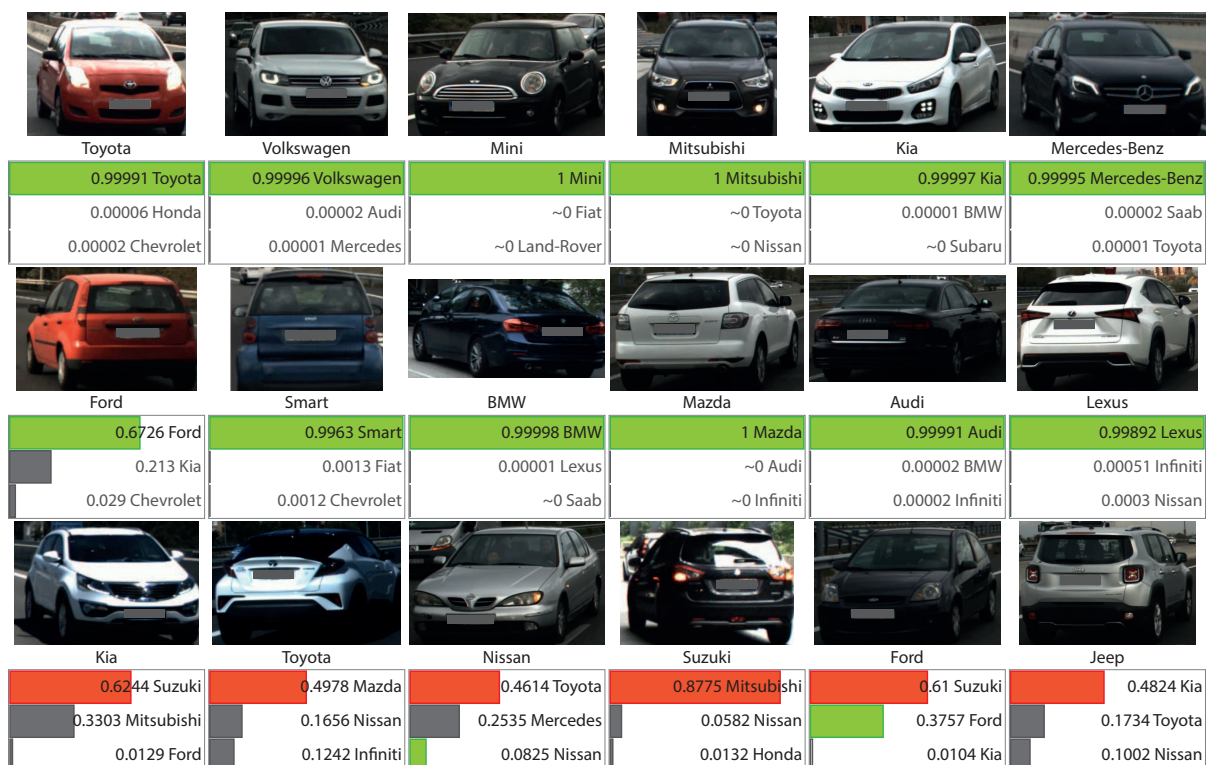 Toyota Volkswagen Mini Mitsubishi Kia Mercedes-Benz
0.99991 Toyota 0.99996 Volkswagen 1 Mini 1 Mitsubishi 0.99997 Kia 0.99995 Mercedes-Benz
0.00006 Honda 0.00002 Audi ~0 Fiat ~0 Toyota 0.00001 BMW 0.00002 Saab
0.00002 Chevrolet 0.00001 Mercedes ~0 Land-Rover ~0 Nissan ~0 Subaru 0.00001 Toyota
Ford Smart BMW Mazda Audi Lexus
0.6726 Ford 0.9963 Smart 0.99998 BMW 1 Mazda 0.99991 Audi 0.99892 Lexus
0.213 Kia 0.0013 Fiat 0.00001 Lexus ~0 Audi 0.00002 BMW 0.00051 Infiniti
0.029 Chevrolet 0.0012 Chevrolet ~0 Saab ~0 Infiniti 0.00002 Infiniti 0.0003 Nissan
Kia Toyota Nissan Suzuki Ford Jeep
0.6244 Suzuki 0.4978 Mazda 0.4614 Toyota 0.8775 Mitsubishi 0.61 Suzuki 0.4824 Kia
0.3303 Mitsubishi 0.1656 Nissan 0.2535 Mercedes 0.0582 Nissan 0.3757 Ford 0.1734 Toyota
0.0129 Ford 0.1242 Infiniti 0.0825 Nissan 0.0132 Honda 0.0104 Kia 0.1002 Nissan